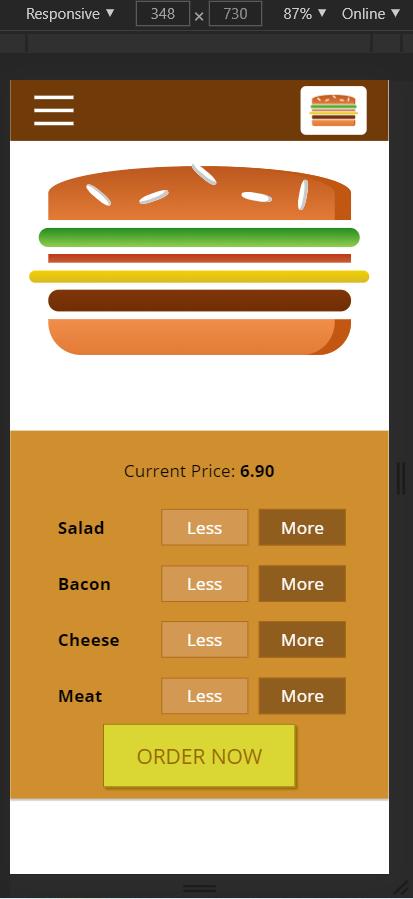 Responsive ▼ 348 × 730 87% ▼ Online ▼
Current Price: 6.90
Salad Less More
Bacon Less More
Cheese Less More
Meat Less More
ORDER NOW